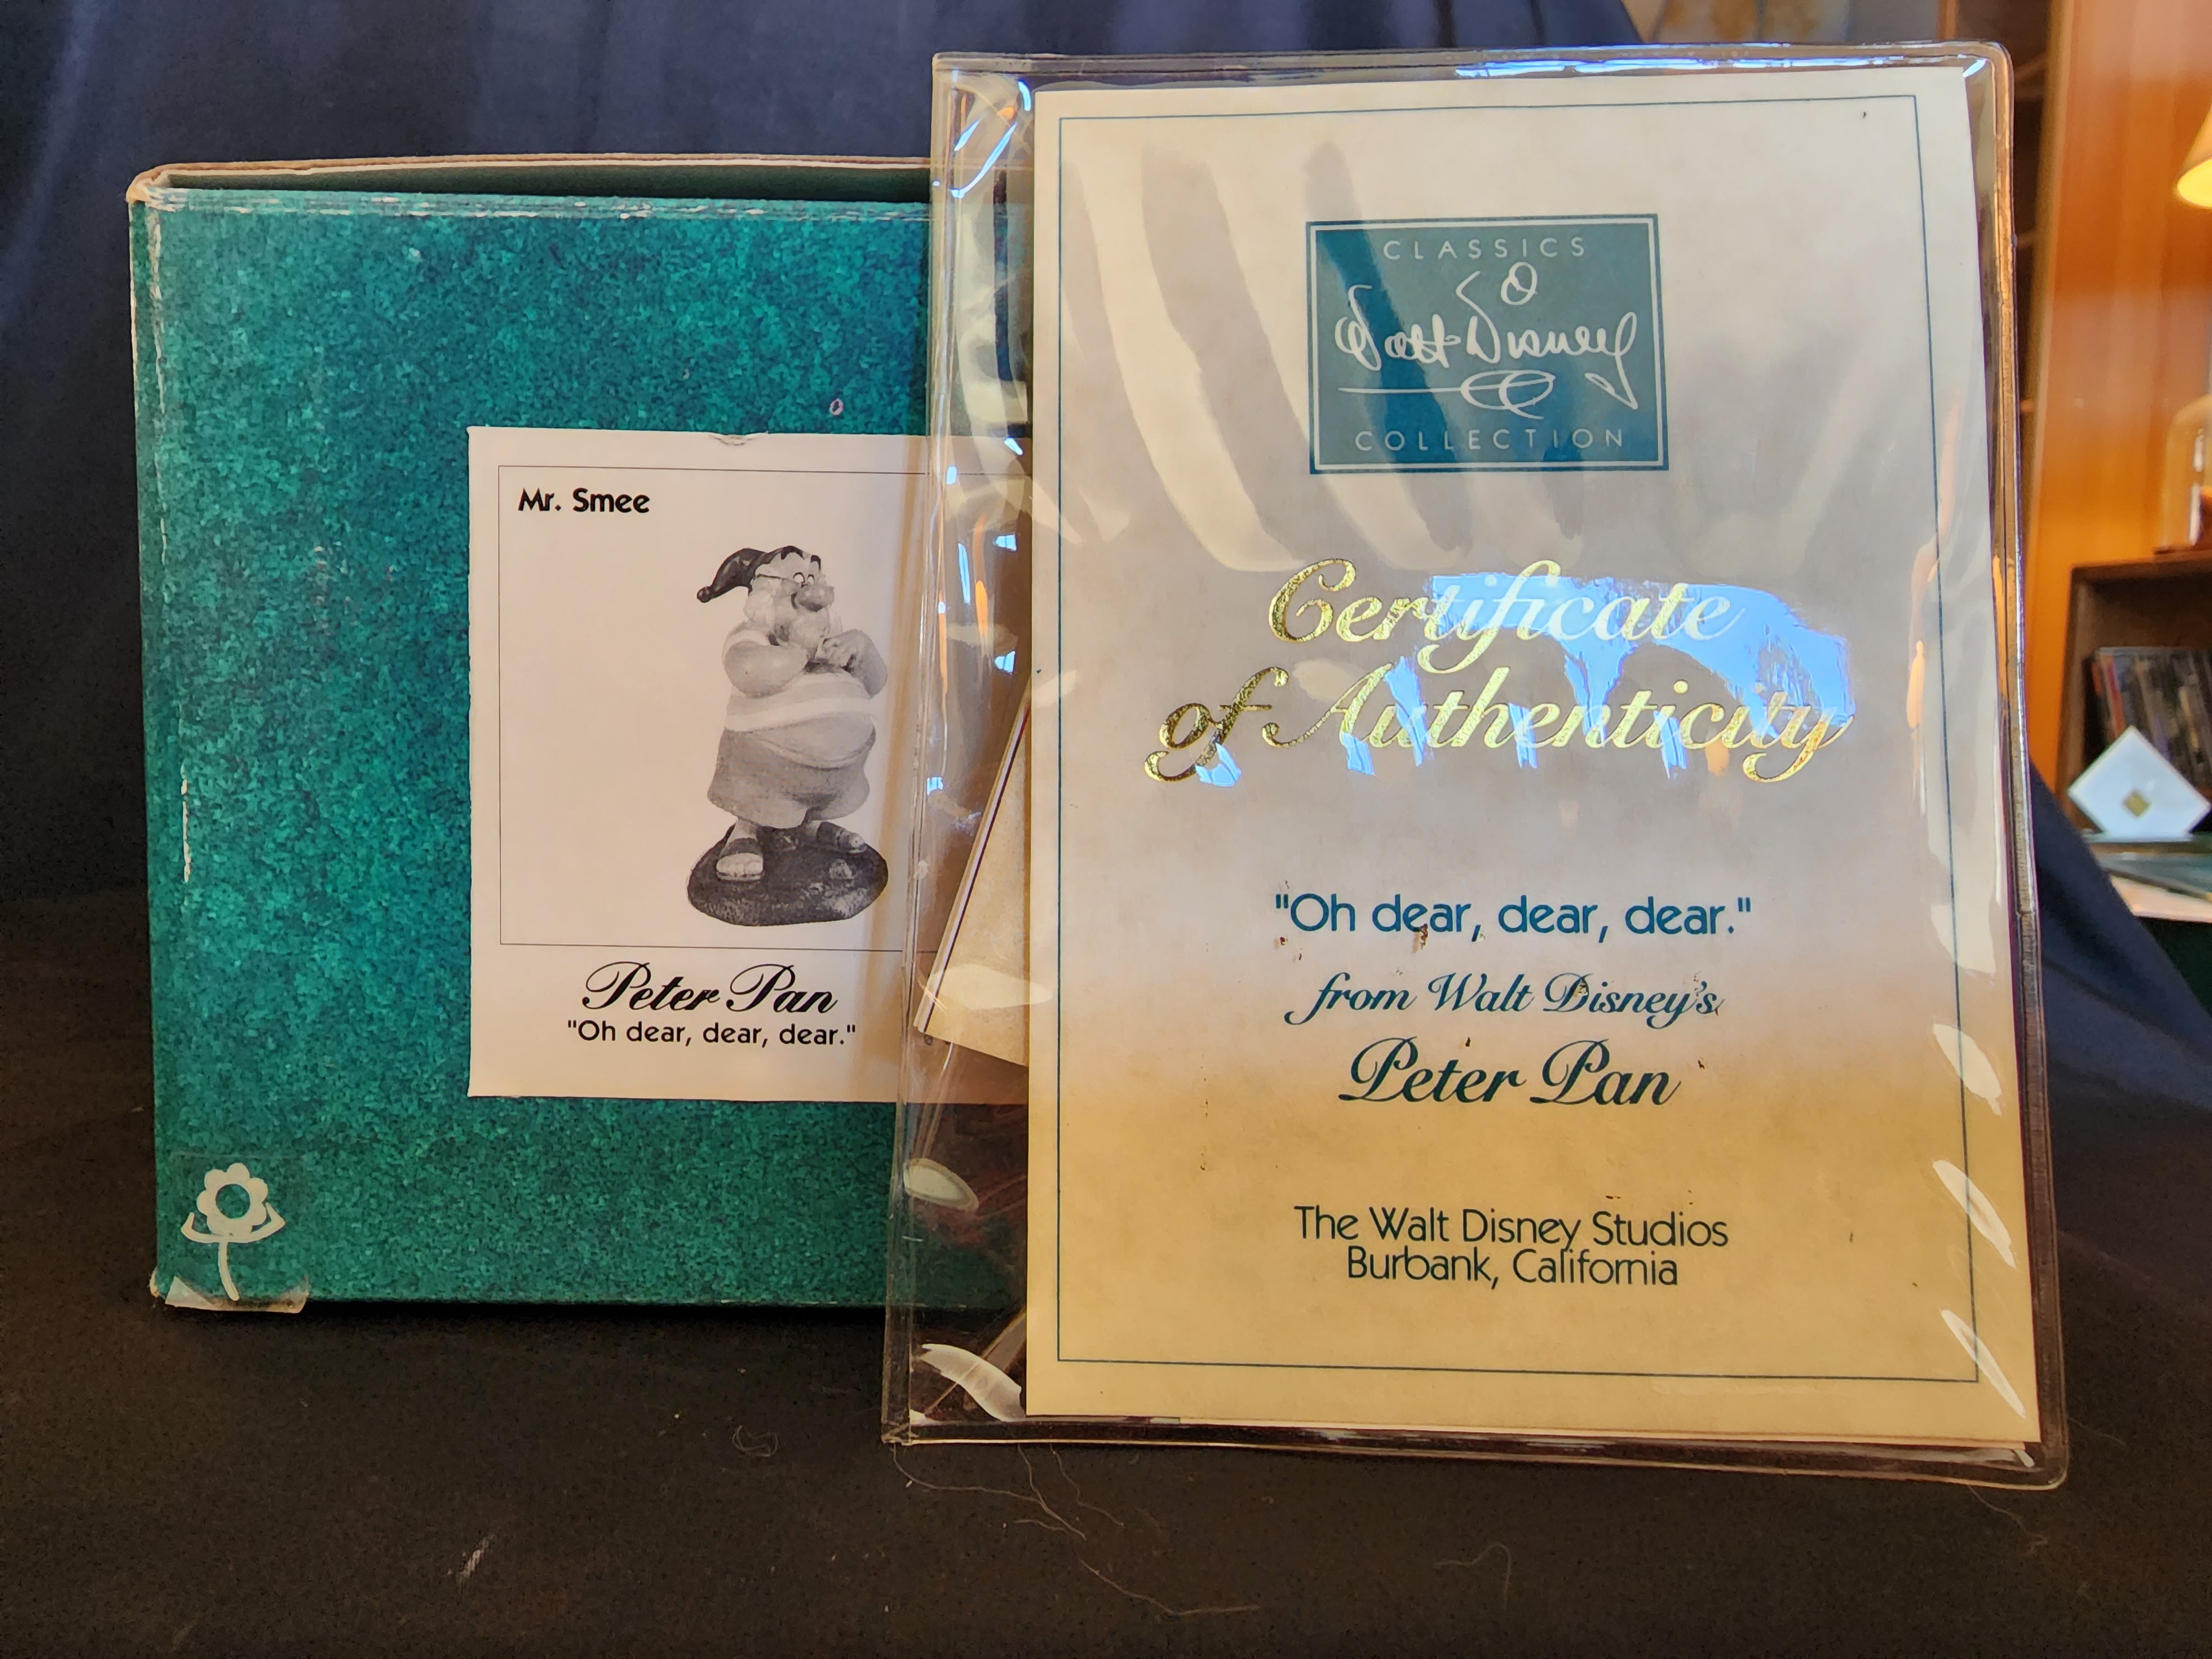 Mr. Smee
Peter Pan
"Oh dear, dear, dear."
CLASSICS
Walt Disney
COLLECTION
Certificate
of Authenticity
"Oh dear, dear, dear."
from Walt Disney's
Peter Pan
The Walt Disney Studios
Burbank, California